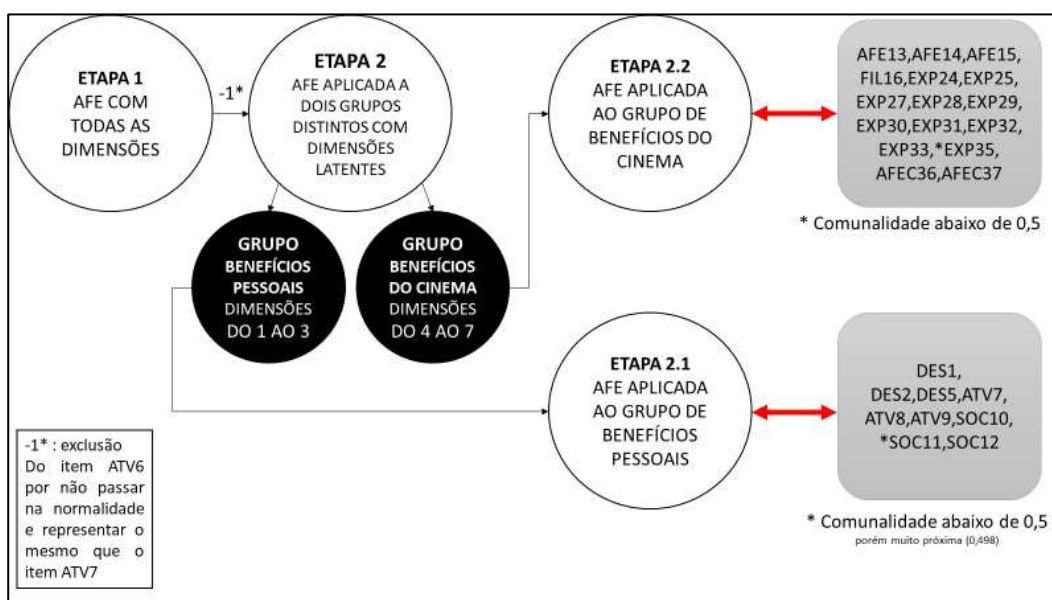 ETAPA 1
AFE COM
TODAS AS
DIMENSÕES
-1*
ETAPA 2
AFE APLICADA A
DOIS GRUPOS
DISTINTOS COM
DIMENSÕES
LATENTES
GRUPO
BENEFÍCIOS
PESSOAIS
DIMENSÕES
DO 1 AO 3
GRUPO
BENEFÍCIOS
DO CINEMA
DIMENSÕES
DO 4 AO 7
ETAPA 2.2
AFE APLICADA
AO GRUPO DE
BENEFÍCIOS DO
CINEMA
AFE13,AFE14,AFE15,
FIL16,EXP24,EXP25,
EXP27,EXP28,EXP29,
EXP30,EXP31,EXP32,
EXP33,*EXP35,
AFEC36,AFEC37
* Comunalidade abaixo de 0,5
ETAPA 2.1
AFE APLICADA
AO GRUPO DE
BENEFÍCIOS
PESSOAIS
DES1,
DES2,DES5,ATV7,
ATV8,ATV9,SOC10,
*SOC11,SOC12
* Comunalidade abaixo de 0,5
porém muito próxima (0,498)
-1* : exclusão
Do item ATV6
por não passar
na normalidade
e representar o
mesmo que o
item ATV7